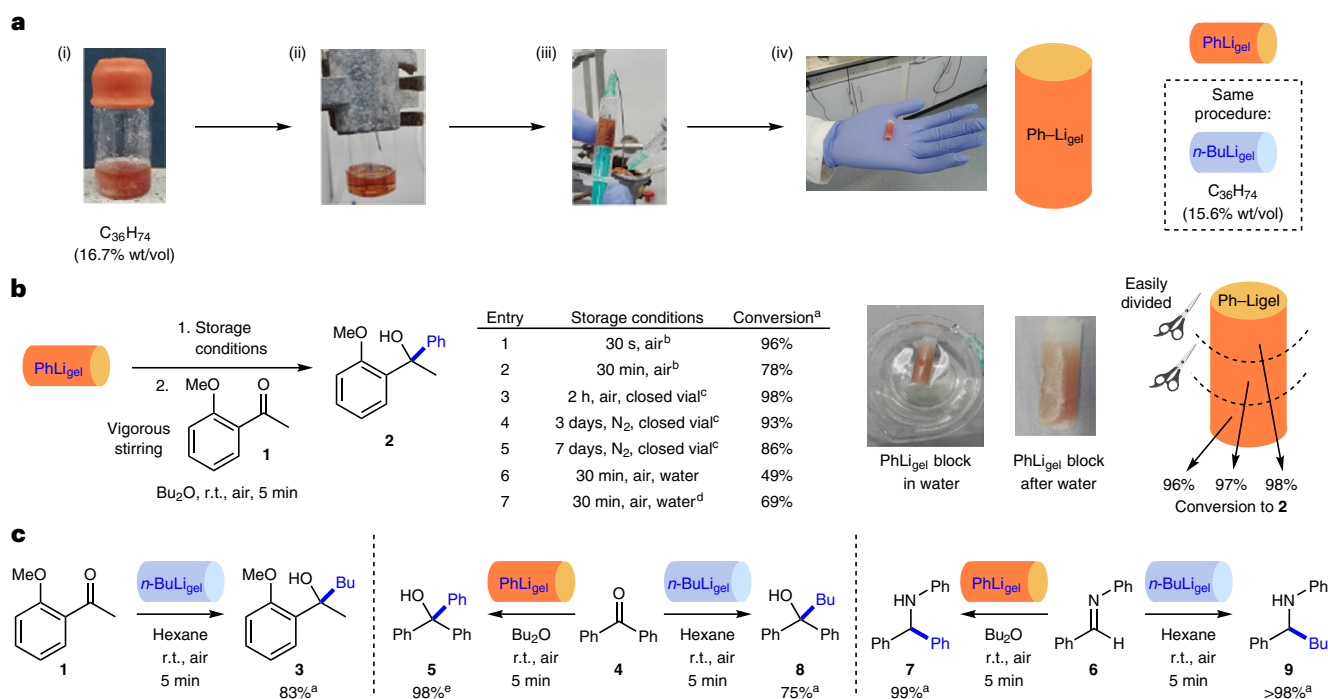 a
(i)
(ii)
(iii)
(iv)
C36H74
(16.7% wt/vol)
Ph–Ligel
PhLigel
Same
procedure:
n-BuLigel
C36H74
(15.6% wt/vol)
b
PhLigel
1. Storage
conditions
2.
MeO
O
Vigorous
stirring
1
Bu2O, r.t., air, 5 min
MeO
HO
Ph
2
Entry Storage conditions Conversionᵃ
1 30 s, airᵇ 96%
2 30 min, airᵇ 78%
3 2 h, air, closed vialᶜ 98%
4 3 days, N2, closed vialᶜ 93%
5 7 days, N2, closed vialᶜ 86%
6 30 min, air, water 49%
7 30 min, air, waterᵈ 69%
PhLigel block
in water
PhLigel block
after water
Easily
divided
Ph–Ligel
96% 97% 98%
Conversion to 2
c
MeO
O
1
n-BuLigel
Hexane
r.t., air
5 min
MeO
HO
Bu
3
83%ᵃ
HO
Ph
Ph
Ph
5
98%ᵉ
PhLigel
Bu2O
r.t., air
5 min
O
Ph
Ph
4
n-BuLigel
Hexane
r.t., air
5 min
HO
Bu
Ph
Ph
8
75%ᵃ
HN
Ph
Ph
Ph
7
99%ᵃ
PhLigel
Bu2O
r.t., air
5 min
N
Ph
Ph
H
6
n-BuLigel
Hexane
r.t., air
5 min
HN
Ph
Ph
Bu
9
>98%ᵃ